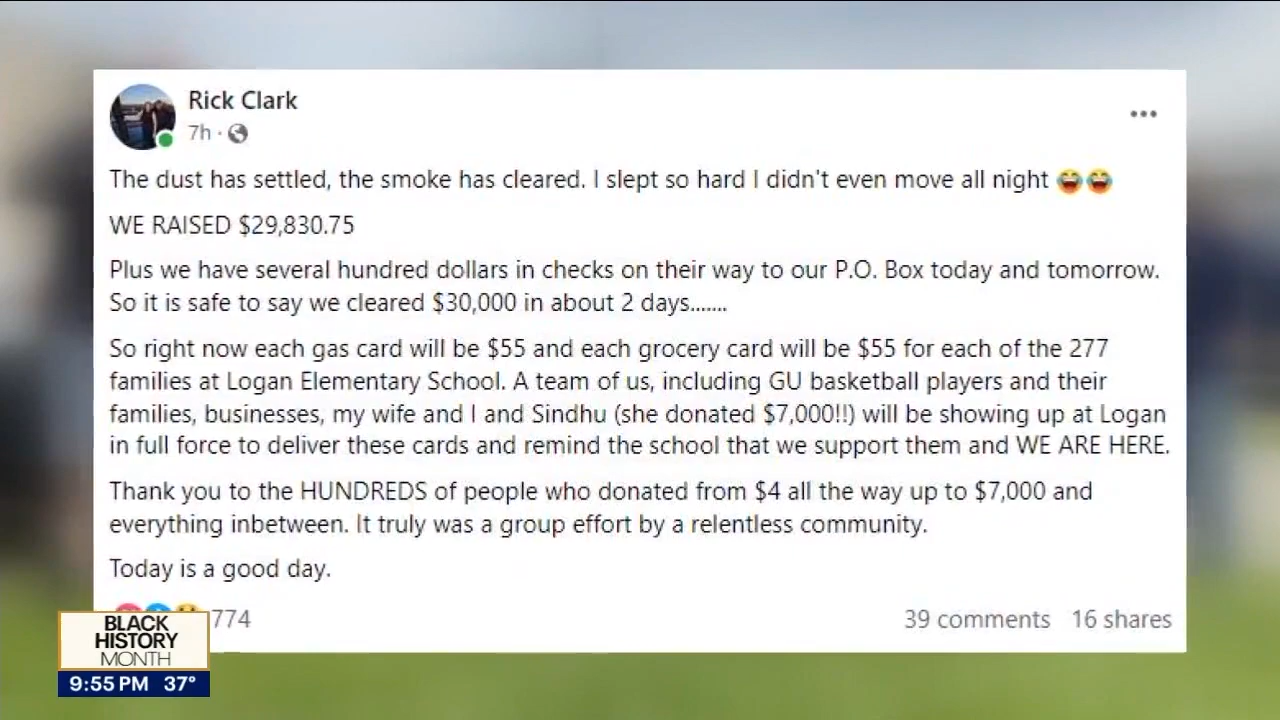 Rick Clark
7h ·
The dust has settled, the smoke has cleared. I slept so hard I didn't even move all night 😂😂
WE RAISED $29,830.75
Plus we have several hundred dollars in checks on their way to our P.O. Box today and tomorrow.
So it is safe to say we cleared $30,000 in about 2 days.......
So right now each gas card will be $55 and each grocery card will be $55 for each of the 277
families at Logan Elementary School. A team of us, including GU basketball players and their
families, businesses, my wife and I and Sindhu (she donated $7,000!!) will be showing up at Logan
in full force to deliver these cards and remind the school that we support them and WE ARE HERE.
Thank you to the HUNDREDS of people who donated from $4 all the way up to $7,000 and
everything inbetween. It truly was a group effort by a relentless community.
Today is a good day.
774
39 comments 16 shares
BLACK
HISTORY
MONTH
9:55 PM 37°